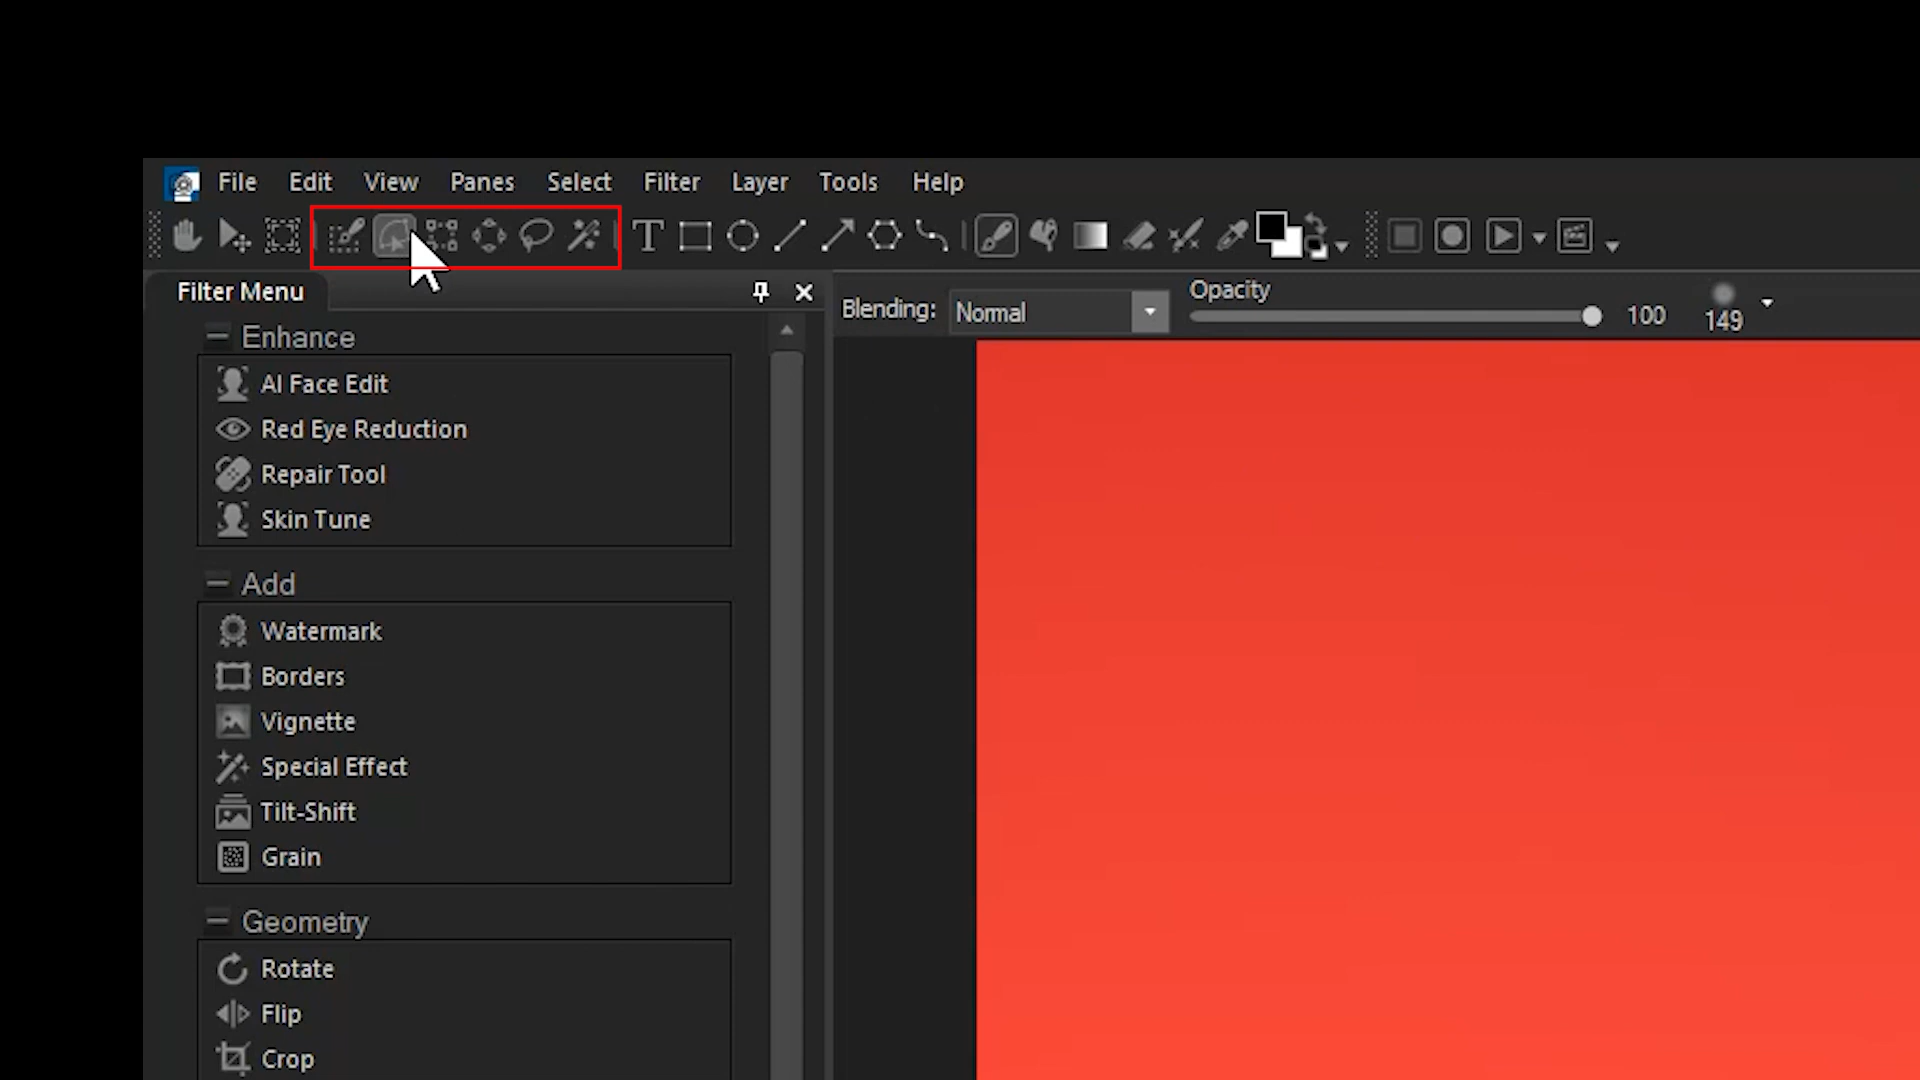 File Edit View Panes Select Filter Layer Tools Help
Filter Menu
Blending: Normal
Opacity
100
149
Enhance
AI Face Edit
Red Eye Reduction
Repair Tool
Skin Tune
Add
Watermark
Borders
Vignette
Special Effect
Tilt-Shift
Grain
Geometry
Rotate
Flip
Crop